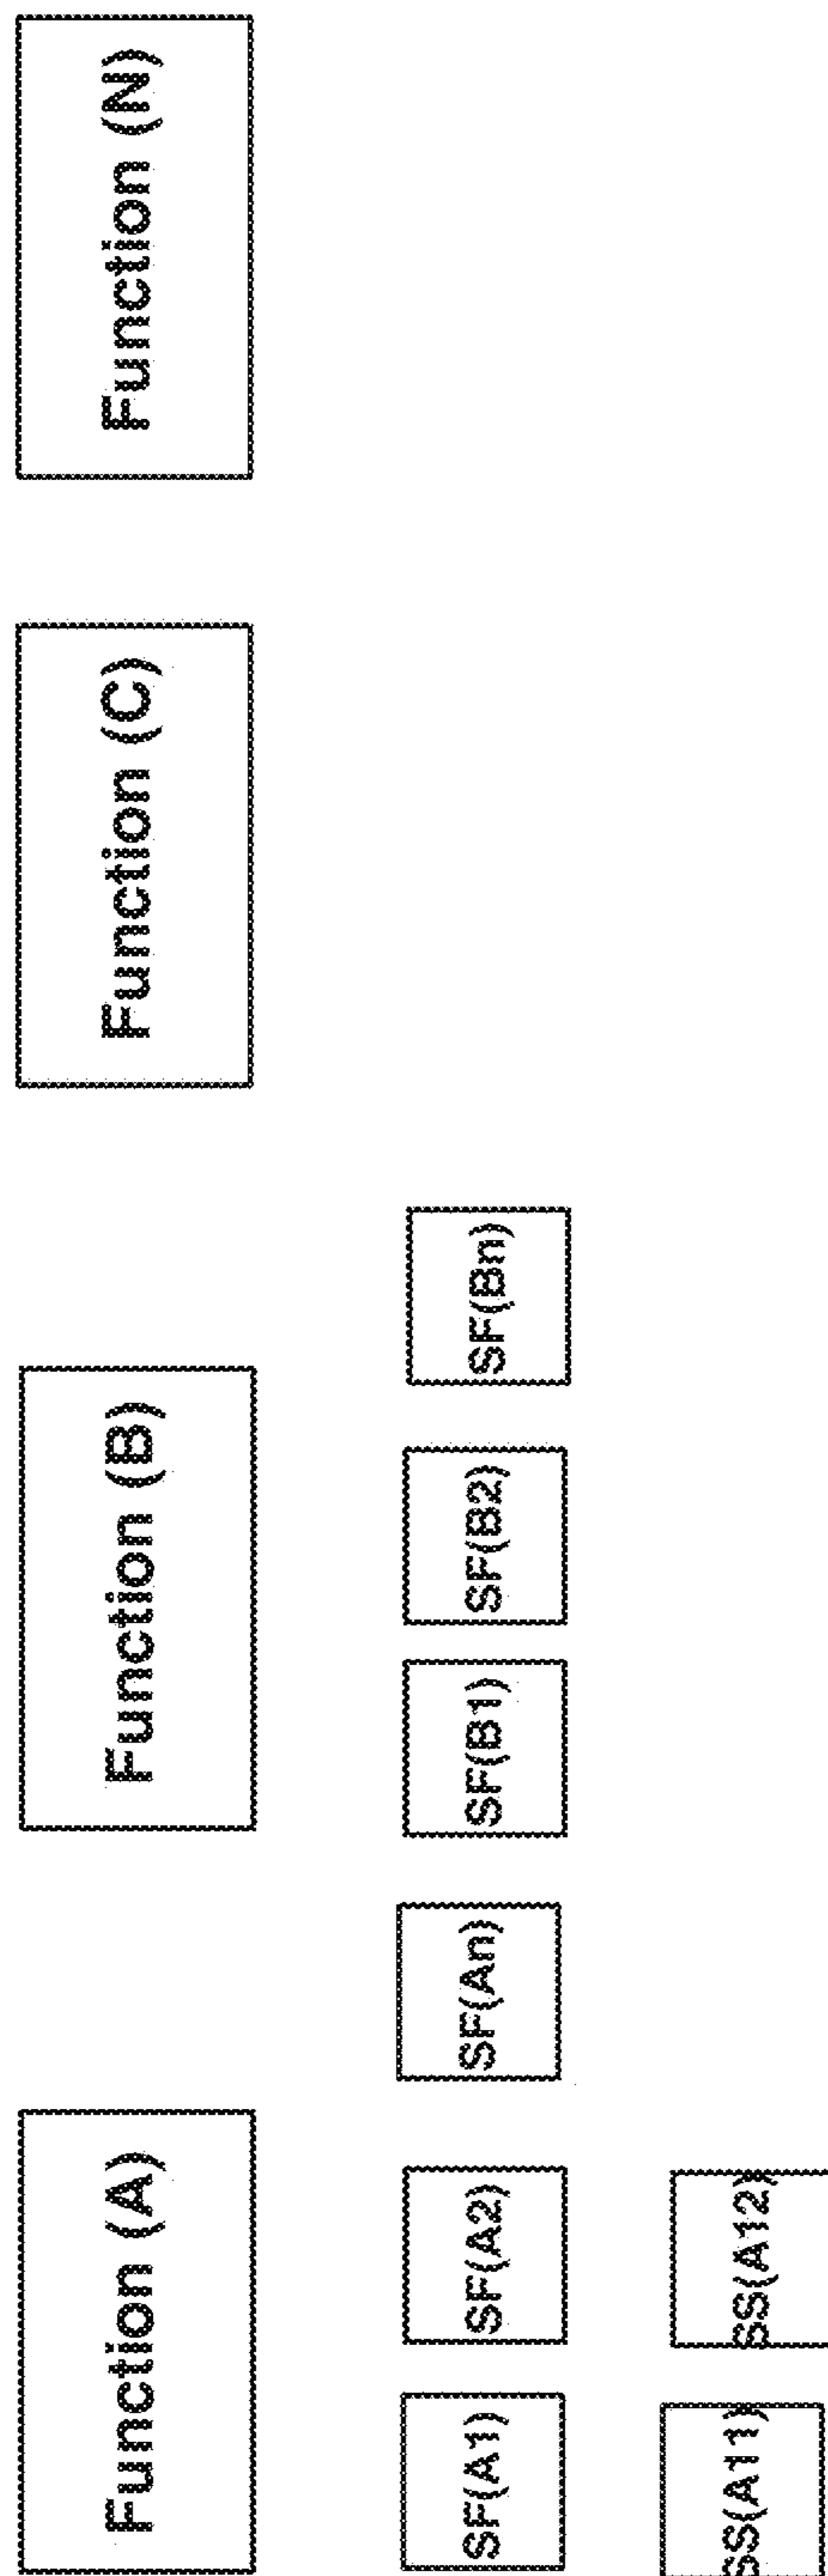 Function (A)
Function (B)
Function (C)
Function (N)
SF(A1)
SF(A2)
SF(An)
SF(B1)
SF(B2)
SF(Bn)
SS(A11)
SS(A12)